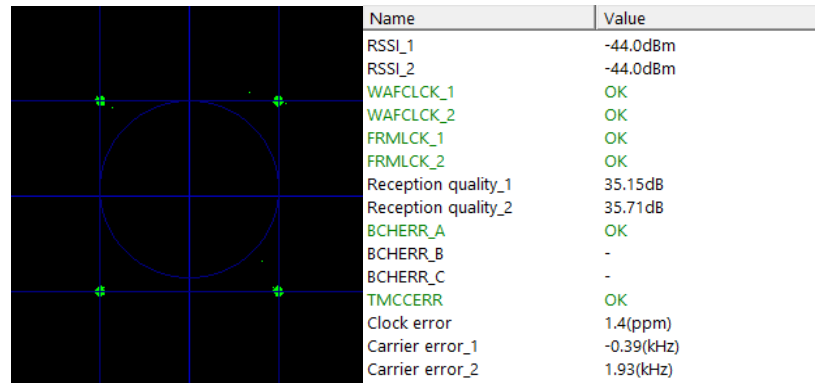 Name Value
RSSI_1 -44.0dBm
RSSI_2 -44.0dBm
WAFCLCK_1 OK
WAFCLCK_2 OK
FRMLCK_1 OK
FRMLCK_2 OK
Reception quality_1 35.15dB
Reception quality_2 35.71dB
BCHERR_A OK
BCHERR_B -
BCHERR_C -
TMCCERR OK
Clock error 1.4(ppm)
Carrier error_1 -0.39(kHz)
Carrier error_2 1.93(kHz)